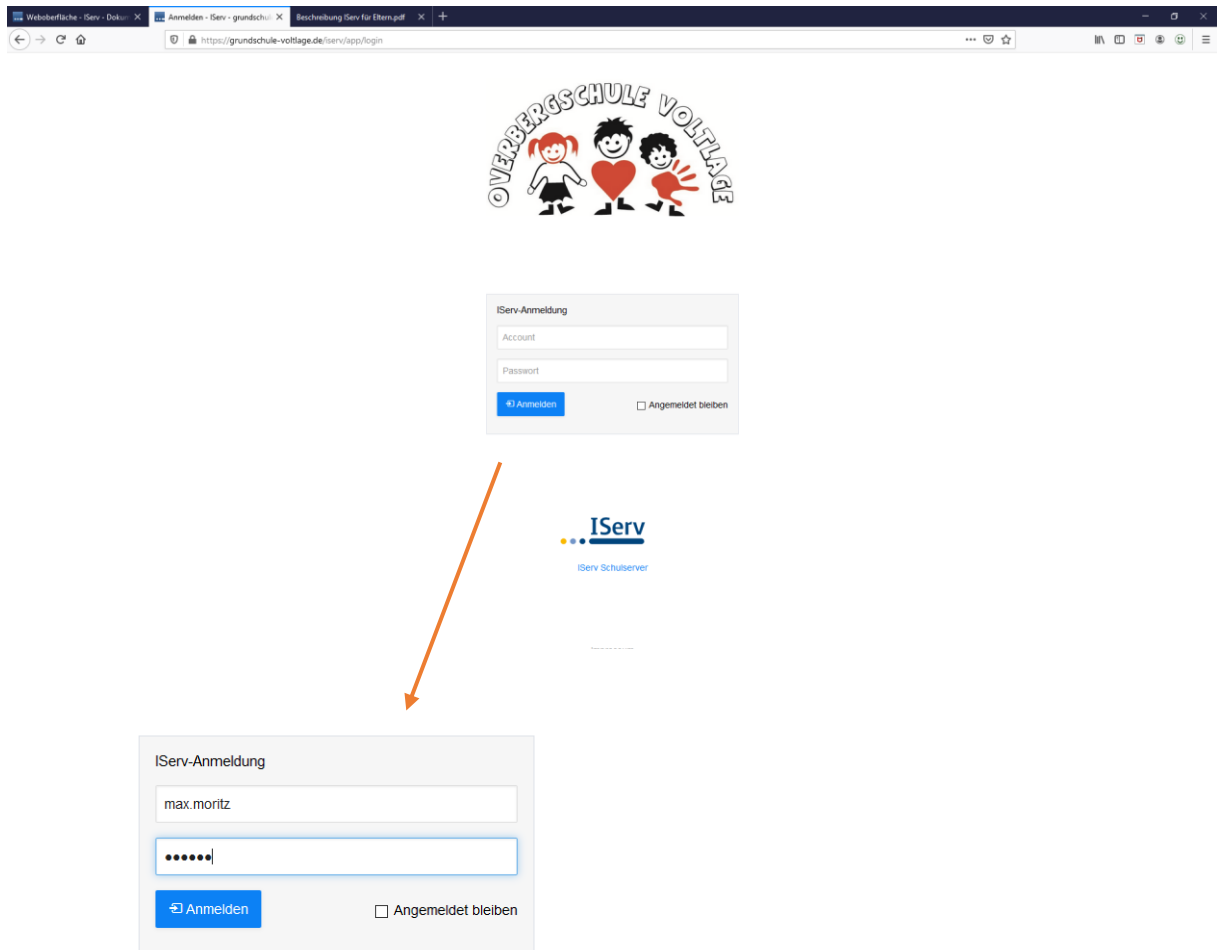 Weboberfläche - IServ - Dokum
Anmelden - IServ - grundschul
Beschreibung IServ für Eltern.pdf
https://grundschule-voltlage.de/iserv/app/login
OVERBERGSCHULE VOLTLAGE
IServ-Anmeldung
Account
Passwort
Anmelden
Angemeldet bleiben
IServ
IServ Schulserver
IServ-Anmeldung
max.moritz
Anmelden
Angemeldet bleiben